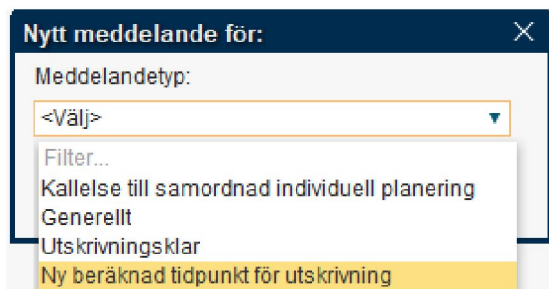 Nytt meddelande för:
Meddelandetyp:
<Välj>
Filter...
Kallelse till samordnad individuell planering
Generellt
Utskrivningsklar
Ny beräknad tidpunkt för utskrivning